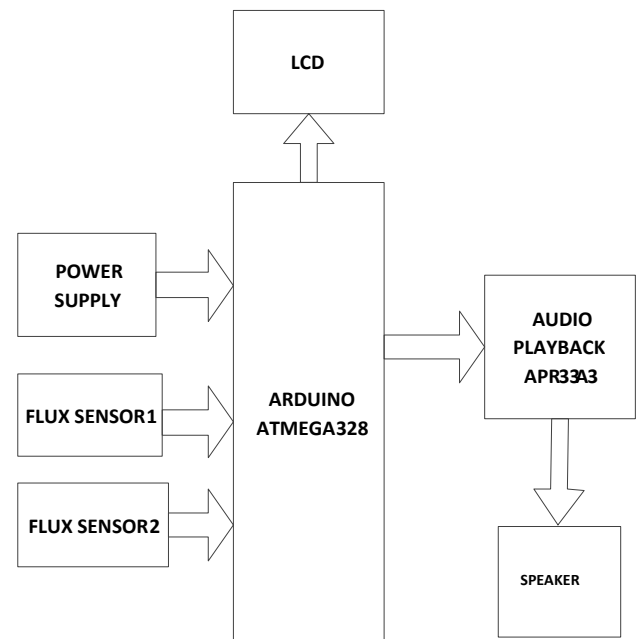 LCD
POWER
SUPPLY
FLUX SENSOR1
FLUX SENSOR2
ARDUINO
ATMEGA328
AUDIO
PLAYBACK
APR33A3
SPEAKER